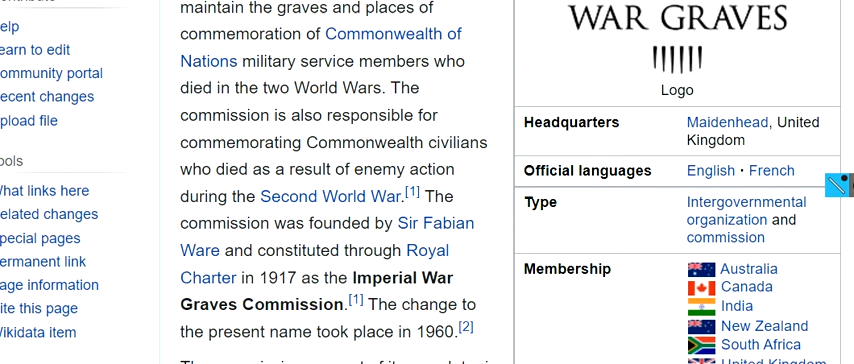 elp
earn to edit
ommunity portal
ecent changes
pload file
ools
hat links here
elated changes
pecial pages
ermanent link
age information
ite this page
ikidata item
maintain the graves and places of
commemoration of Commonwealth of
Nations military service members who
died in the two World Wars. The
commission is also responsible for
commemorating Commonwealth civilians
who died as a result of enemy action
during the Second World War.[1] The
commission was founded by Sir Fabian
Ware and constituted through Royal
Charter in 1917 as the Imperial War
Graves Commission.[1] The change to
the present name took place in 1960.[2]
WAR GRAVES
Logo
Headquarters Maidenhead, United
Kingdom
Official languages English · French
Type Intergovernmental
organization and
commission
Membership Australia
Canada
India
New Zealand
South Africa
United Kingdom